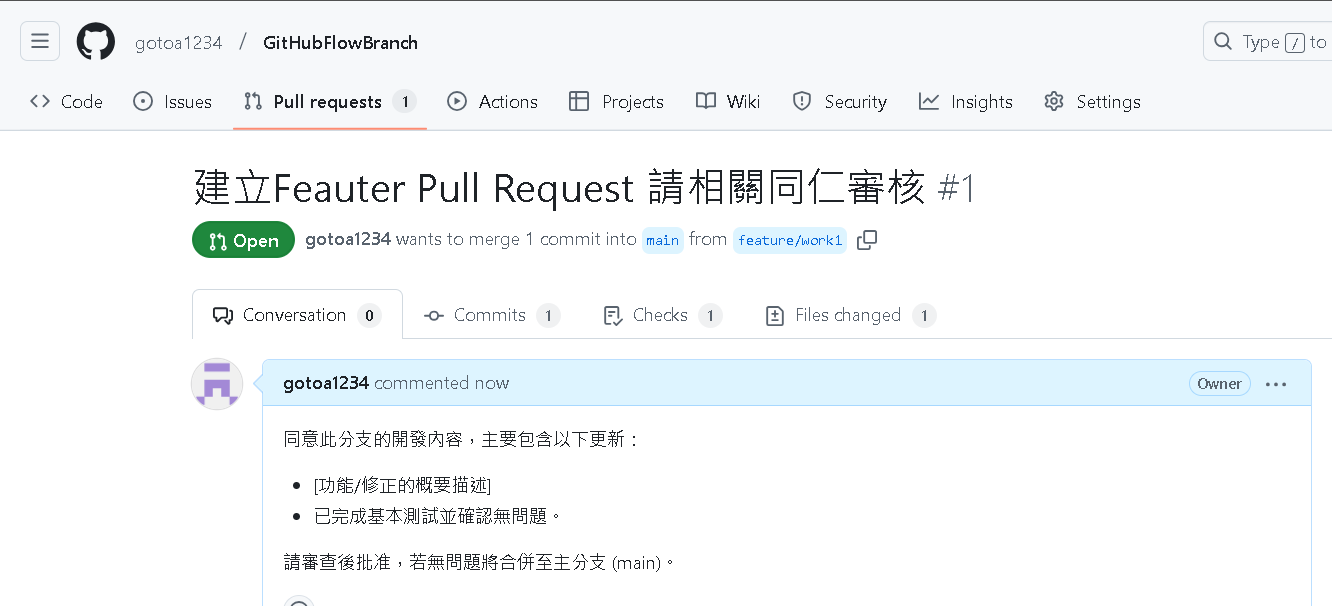 gotoa1234 / GitHubFlowBranch Type / to
Code Issues Pull requests 1 Actions Projects Wiki Security Insights Settings
建立Feauter Pull Request 請相關同仁審核 #1
Open gotoa1234 wants to merge 1 commit into main from feature/work1
Conversation 0 Commits 1 Checks 1 Files changed 1
gotoa1234 commented now Owner
同意此分支的開發內容，主要包含以下更新：
[功能/修正的概要描述]
已完成基本測試並確認無問題。
請審查後批准，若無問題將合併至主分支 (main)。